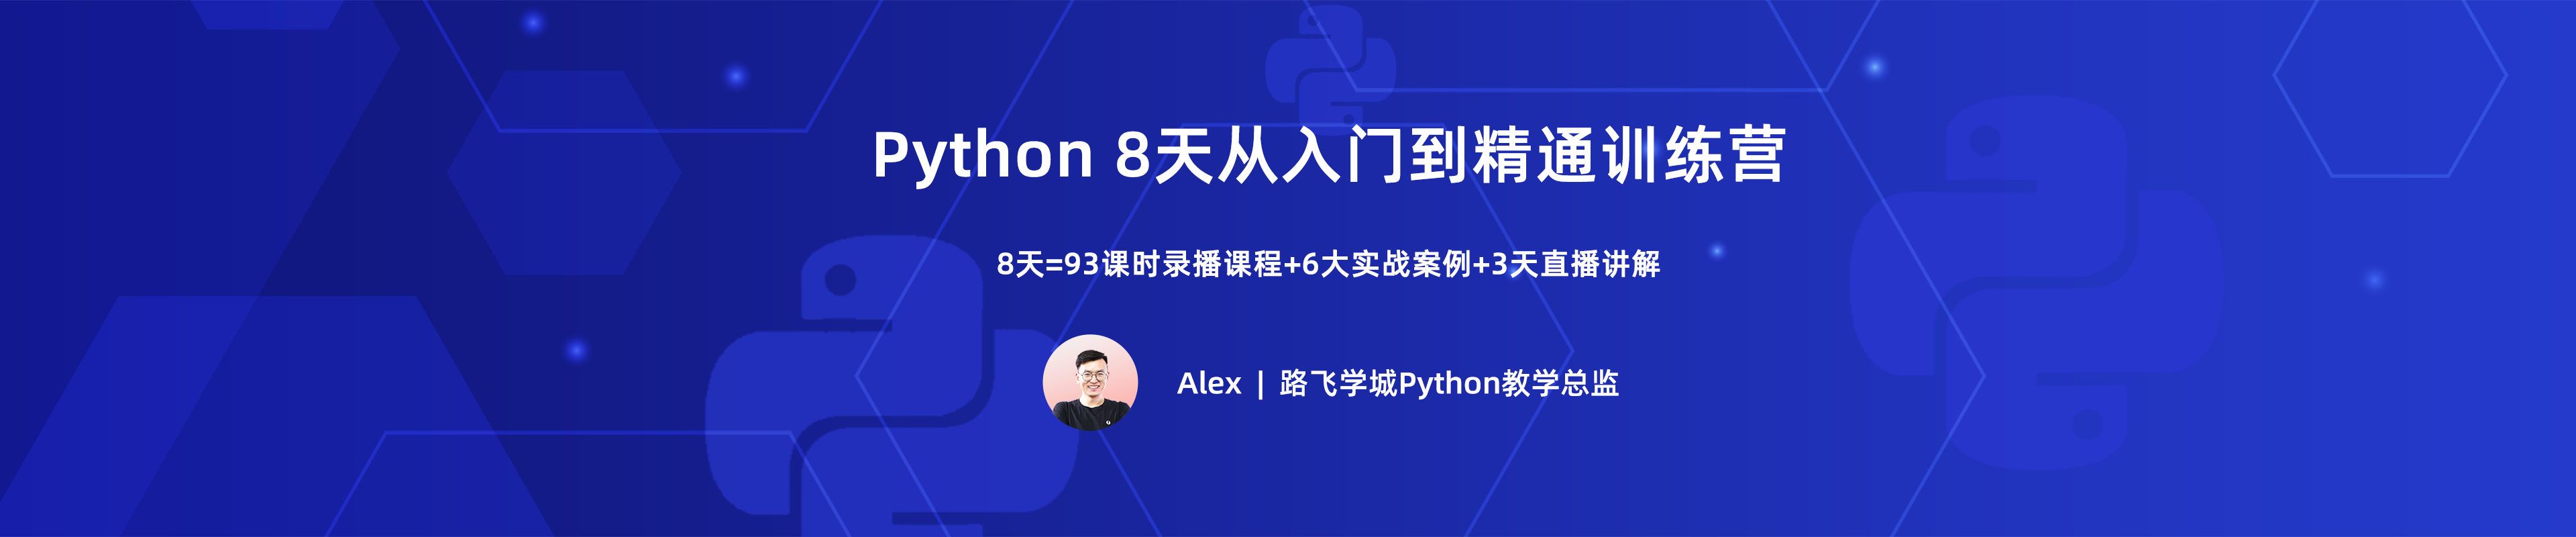 Python 8天从入门到精通训练营
8天=93课时录播课程+6大实战案例+3天直播讲解
Alex | 路飞学城Python教学总监